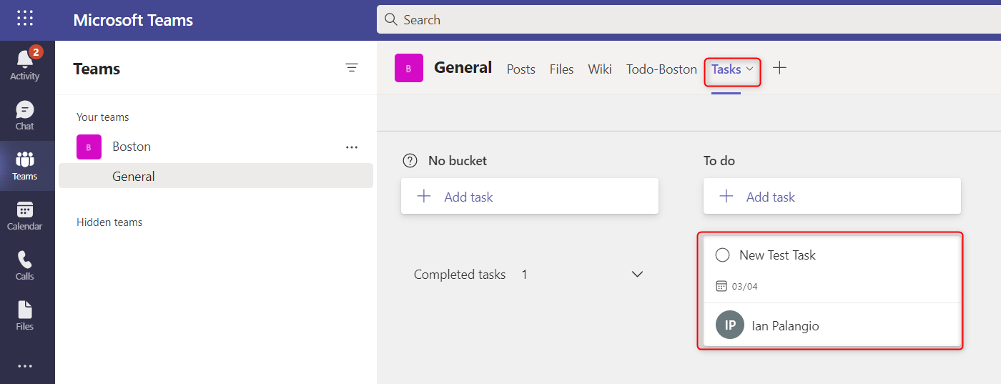 Microsoft Teams
Search
2
Activity
Chat
Teams
Calendar
Calls
Files
Teams
Your teams
B
Boston
General
Hidden teams
B
General Posts Files Wiki Todo-Boston Tasks
No bucket
Add task
Completed tasks 1
To do
Add task
New Test Task
03/04
IP Ian Palangio